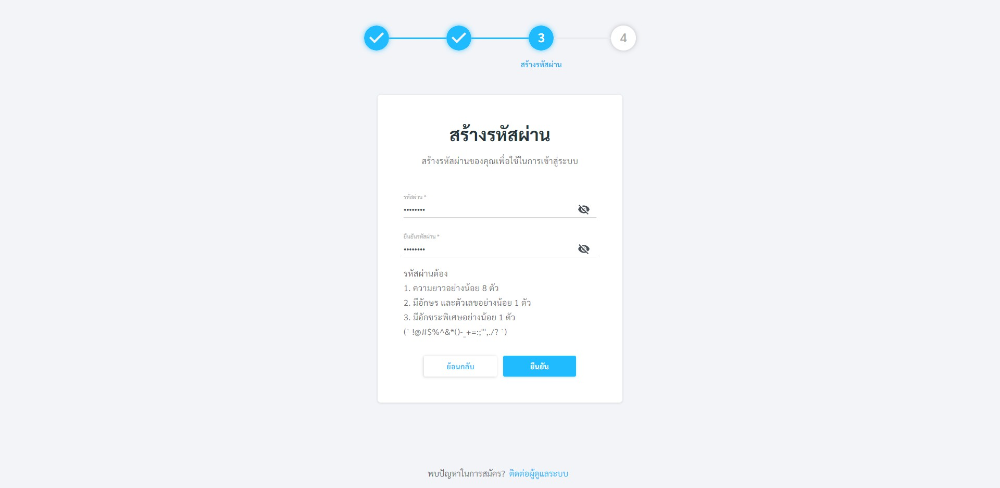 3
4
สร้างรหัสผ่าน
สร้างรหัสผ่าน
สร้างรหัสผ่านของคุณเพื่อใช้ในการเข้าสู่ระบบ
รหัสผ่าน *
••••••••
ยืนยันรหัสผ่าน *
••••••••
รหัสผ่านต้อง
1. ความยาวอย่างน้อย 8 ตัว
2. มีอักษร และตัวเลขอย่างน้อย 1 ตัว
3. มีอักขระพิเศษอย่างน้อย 1 ตัว
(` !@#$%^&*()-_+=:;"',./? `)
ย้อนกลับ
ยืนยัน
พบปัญหาในการสมัคร? ติดต่อผู้ดูแลระบบ